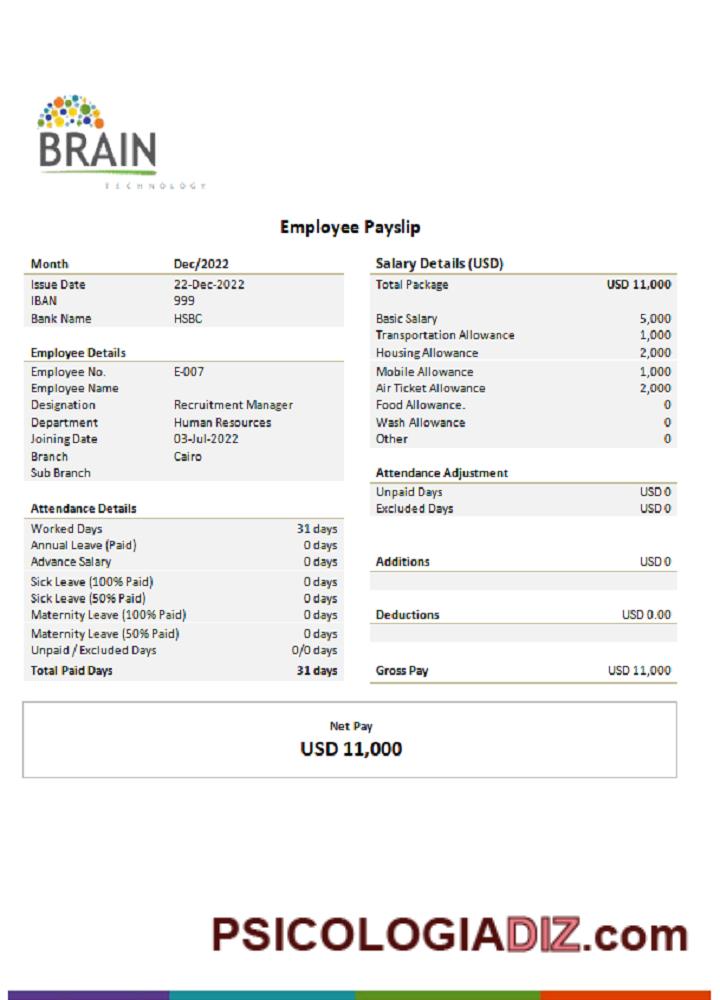 BRAIN
TECHNOLOGY
Employee Payslip
Month Dec/2022
Issue Date 22-Dec-2022
IBAN 999
Bank Name HSBC
Employee Details
Employee No. E-007
Employee Name
Designation Recruitment Manager
Department Human Resources
Joining Date 03-Jul-2022
Branch Cairo
Sub Branch
Attendance Details
Worked Days 31 days
Annual Leave (Paid) 0 days
Advance Salary 0 days
Sick Leave (100% Paid) 0 days
Sick Leave (50% Paid) 0 days
Maternity Leave (100% Paid) 0 days
Maternity Leave (50% Paid) 0 days
Unpaid / Excluded Days 0/0 days
Total Paid Days 31 days
Salary Details (USD)
Total Package USD 11,000
Basic Salary 5,000
Transportation Allowance 1,000
Housing Allowance 2,000
Mobile Allowance 1,000
Air Ticket Allowance 2,000
Food Allowance. 0
Wash Allowance 0
Other 0
Attendance Adjustment
Unpaid Days USD 0
Excluded Days USD 0
Additions USD 0
Deductions USD 0.00
Gross Pay USD 11,000
Net Pay
USD 11,000
PSICOLOGIADIZ.com